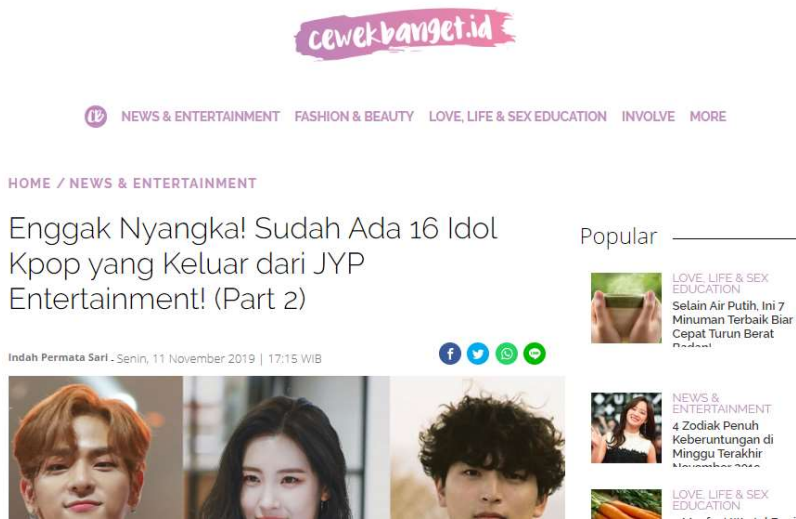 cewekbanget.id
NEWS & ENTERTAINMENT FASHION & BEAUTY LOVE, LIFE & SEX EDUCATION INVOLVE MORE
HOME / NEWS & ENTERTAINMENT
Enggak Nyangka! Sudah Ada 16 Idol
Kpop yang Keluar dari JYP
Entertainment! (Part 2)
Indah Permata Sari - Senin, 11 November 2019 | 17:15 WIB
Popular
LOVE, LIFE & SEX
EDUCATION
Selain Air Putih, Ini 7
Minuman Terbaik Biar
Cepat Turun Berat
Badan!
NEWS &
ENTERTAINMENT
4 Zodiak Penuh
Keberuntungan di
Minggu Terakhir
November 2019
LOVE, LIFE & SEX
EDUCATION